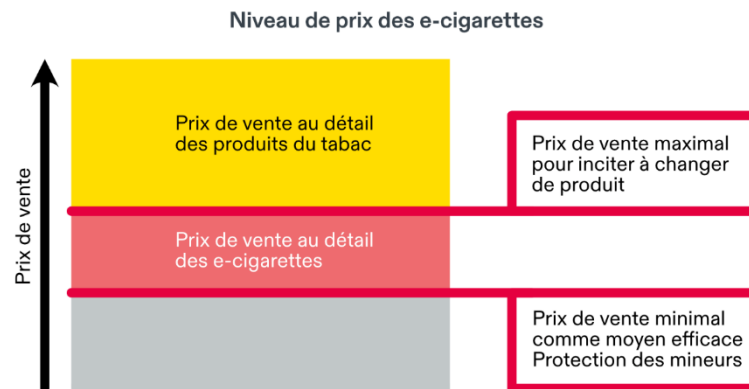 Niveau de prix des e-cigarettes
Prix de vente
Prix de vente au détail
des produits du tabac
Prix de vente maximal
pour inciter à changer
de produit
Prix de vente au détail
des e-cigarettes
Prix de vente minimal
comme moyen efficace
Protection des mineurs